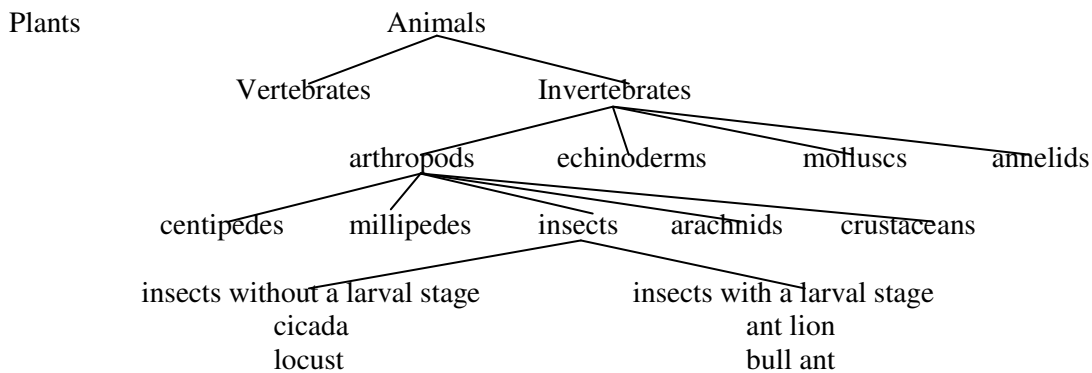 Plants Animals
Vertebrates Invertebrates
arthropods echinoderms molluscs annelids
centipedes millipedes insects arachnids crustaceans
insects without a larval stage insects with a larval stage
cicada ant lion
locust bull ant